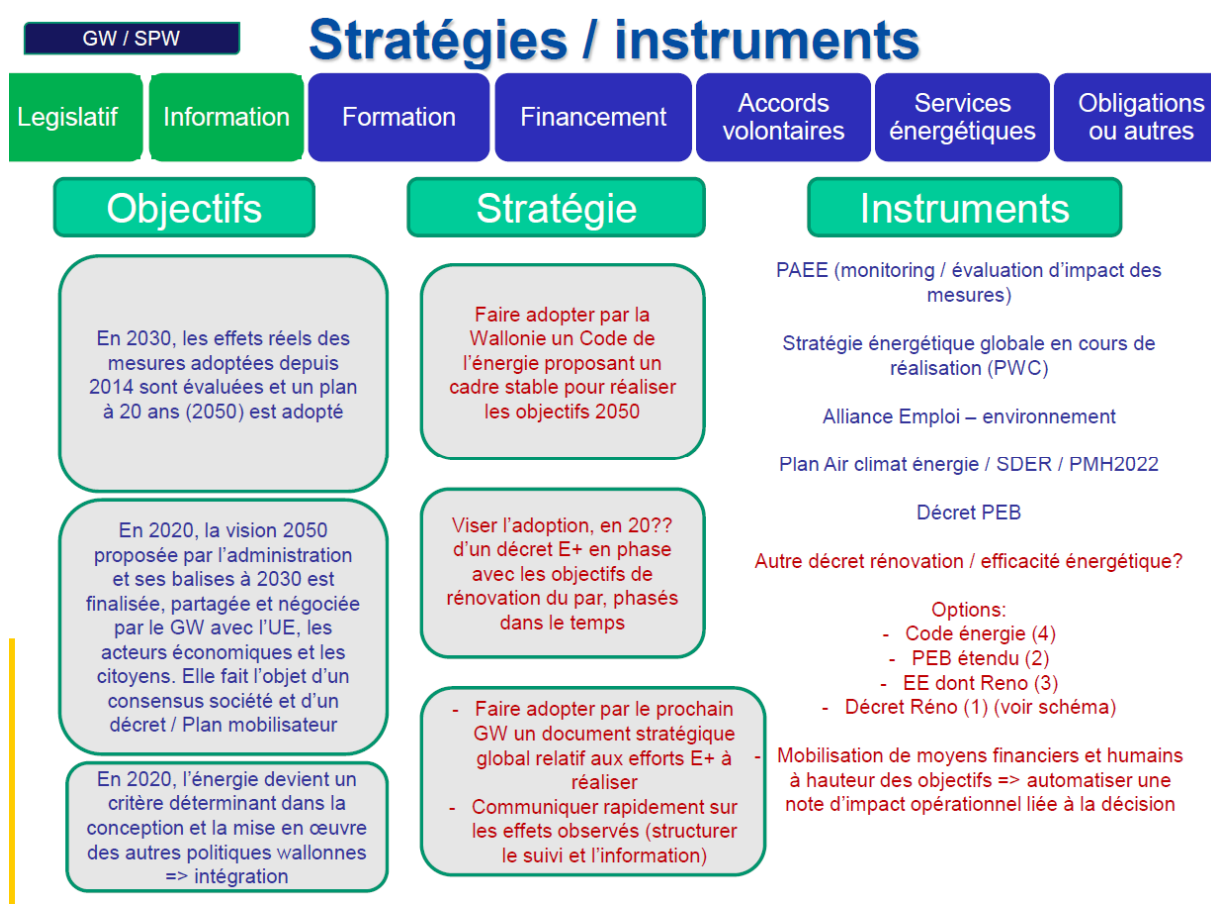 GW / SPW
Stratégies / instruments
Legislatif
Information
Formation
Financement
Accords
volontaires
Services
énergétiques
Obligations
ou autres
Objectifs
En 2030, les effets réels des
mesures adoptées depuis
2014 sont évaluées et un plan
à 20 ans (2050) est adopté
En 2020, la vision 2050
proposée par l'administration
et ses balises à 2030 est
finalisée, partagée et négociée
par le GW avec l'UE, les
acteurs économiques et les
citoyens. Elle fait l'objet d'un
consensus société et d'un
décret / Plan mobilisateur
En 2020, l'énergie devient un
critère déterminant dans la
conception et la mise en œuvre
des autres politiques wallonnes
=> intégration
Stratégie
Faire adopter par la
Wallonie un Code de
l'énergie proposant un
cadre stable pour réaliser
les objectifs 2050
Viser l'adoption, en 20??
d'un décret E+ en phase
avec les objectifs de
rénovation du par, phasés
dans le temps
- Faire adopter par le prochain
GW un document stratégique
global relatif aux efforts E+ à
réaliser
- Communiquer rapidement sur
les effets observés (structurer
le suivi et l'information)
Instruments
PAEE (monitoring / évaluation d'impact des
mesures)
Stratégie énergétique globale en cours de
réalisation (PWC)
Alliance Emploi – environnement
Plan Air climat énergie / SDER / PMH2022
Décret PEB
Autre décret rénovation / efficacité énergétique?
Options:
- Code énergie (4)
- PEB étendu (2)
- EE dont Reno (3)
- Décret Réno (1) (voir schéma)
- Mobilisation de moyens financiers et humains
à hauteur des objectifs => automatiser une
note d'impact opérationnel liée à la décision